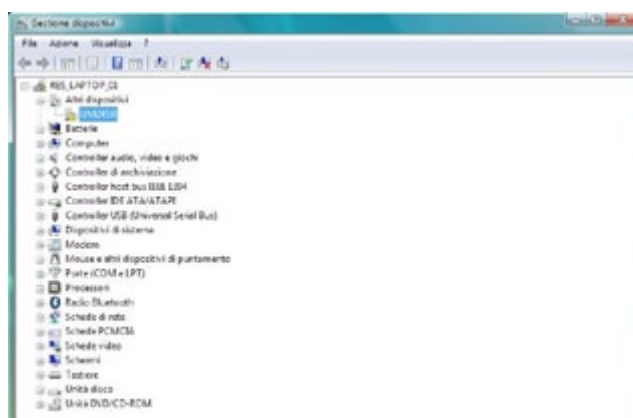 Gestione dispositivi
File Azione Visualizza ?
RES_LAPTOP_01
Altri dispositivi
Batterie
Computer
Controller audio, video e giochi
Controller di archiviazione
Controller host bus IEEE 1394
Controller IDE ATA/ATAPI
Controller USB (Universal Serial Bus)
Dispositivi di sistema
Modem
Mouse e altri dispositivi di puntamento
Porte (COM e LPT)
Processori
Radio Bluetooth
Schede di rete
Schede PCMCIA
Schede video
Schermi
Tastiere
Unità disco
Unità DVD/CD-ROM